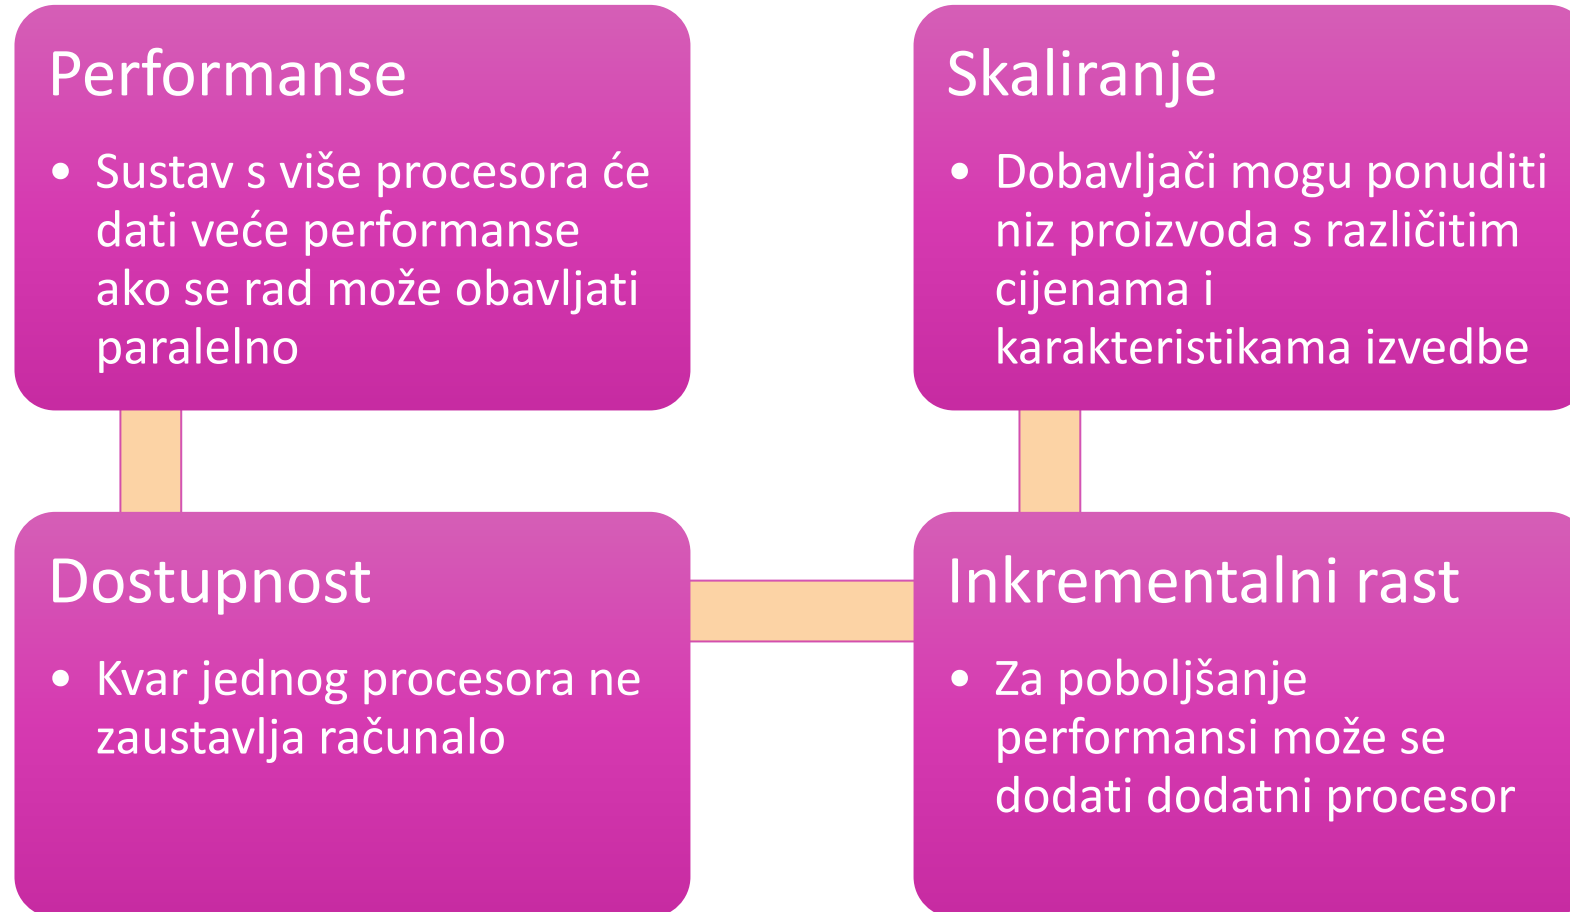 Performanse
• Sustav s više procesora će
dati veće performanse
ako se rad može obavljati
paralelno
Dostupnost
• Kvar jednog procesora ne
zaustavlja računalo
Inkrementalni rast
• Za poboljšanje
performansi može se
dodati dodatni procesor
Skaliranje
• Dobavljači mogu ponuditi
niz proizvoda s različitim
cijenama i
karakteristikama izvedbe